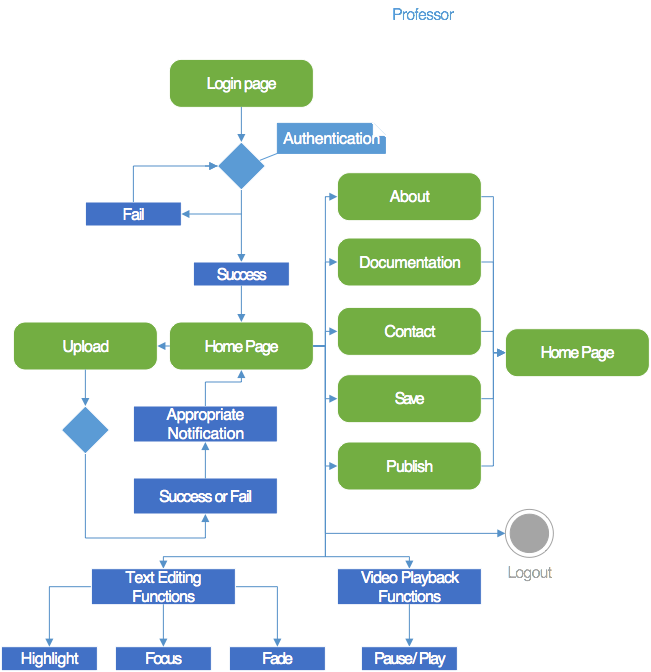 Professor
Login page
Authentication
Fail
Success
About
Documentation
Contact
Save
Publish
Upload
Home Page
Home Page
Appropriate
Notification
Success or Fail
Logout
Text Editing
Functions
Video Playback
Functions
Highlight
Focus
Fade
Pause/ Play